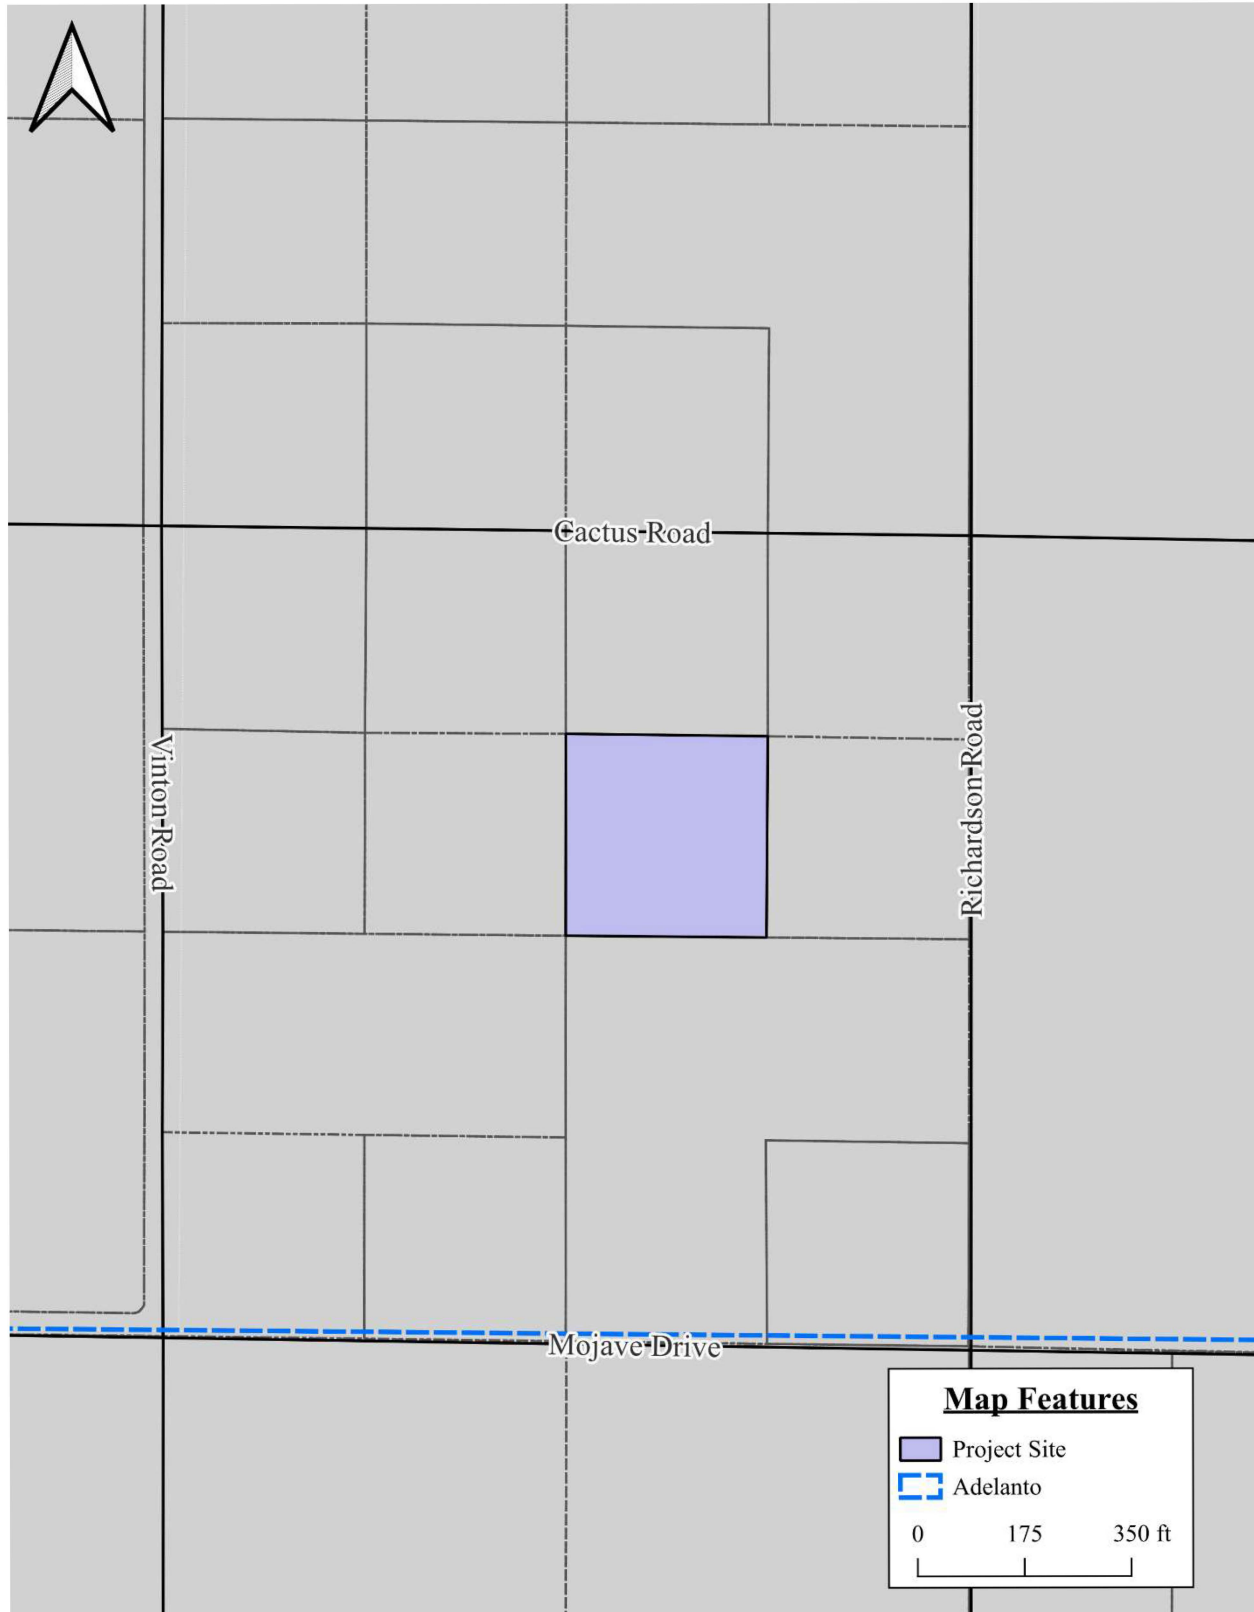 Cactus Road
Vinton Road
Richardson Road
Mojave Drive
Map Features
Project Site
Adelanto
0 175 350 ft